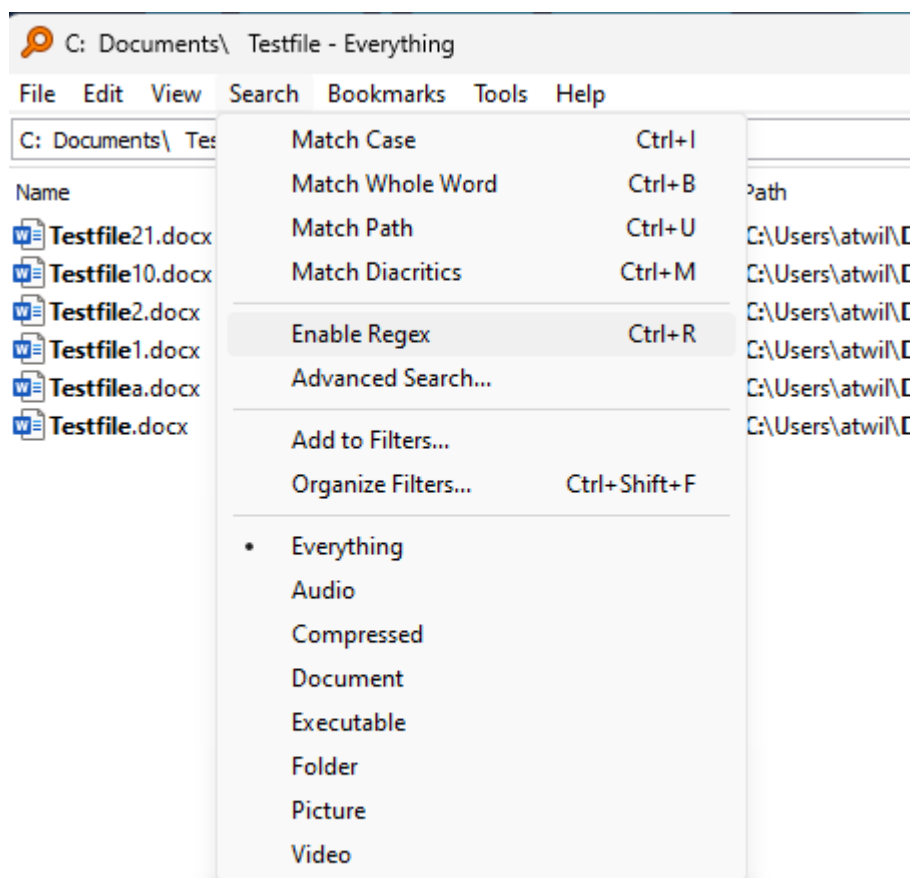 C: Documents\ Testfile - Everything
File Edit View Search Bookmarks Tools Help
C: Documents\ Tes
Match Case Ctrl+I
Match Whole Word Ctrl+B
Match Path Ctrl+U
Match Diacritics Ctrl+M
Enable Regex Ctrl+R
Advanced Search...
Add to Filters...
Organize Filters... Ctrl+Shift+F
• Everything
Audio
Compressed
Document
Executable
Folder
Picture
Video
Name Path
Testfile21.docx C:\Users\atwil\D
Testfile10.docx C:\Users\atwil\D
Testfile2.docx C:\Users\atwil\D
Testfile1.docx C:\Users\atwil\D
Testfilea.docx C:\Users\atwil\D
Testfile.docx C:\Users\atwil\D